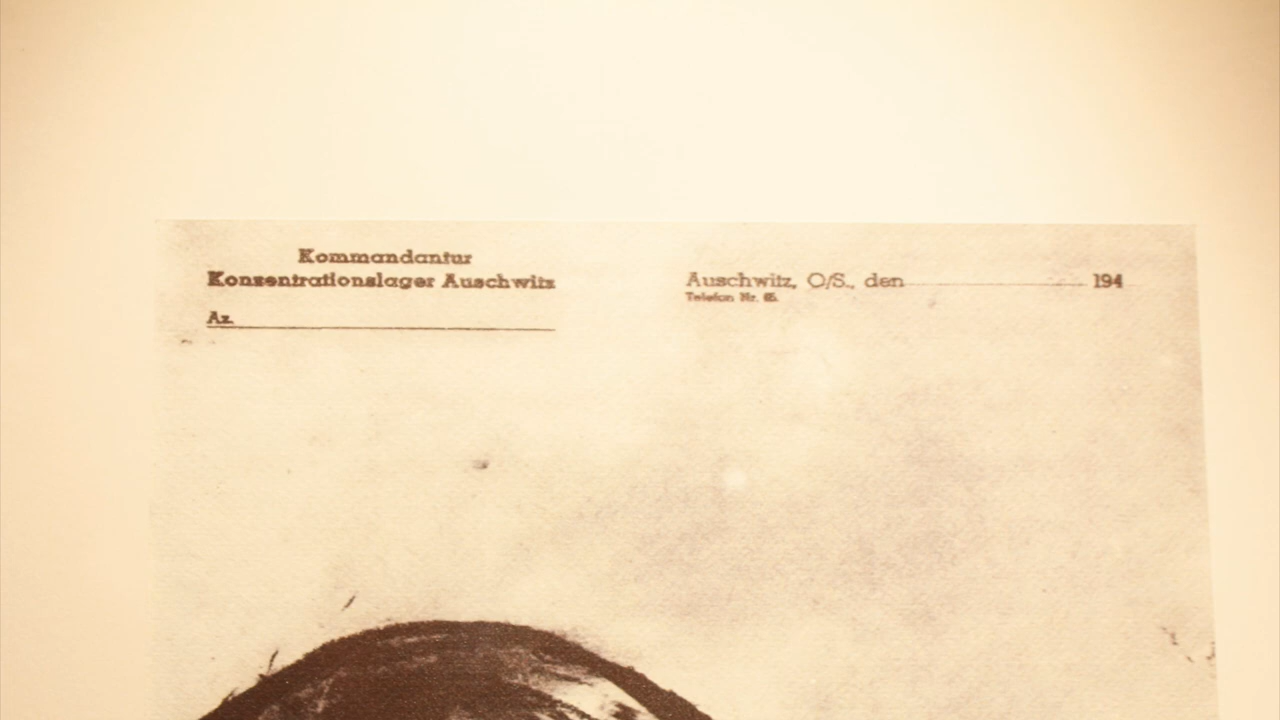 Kommandantur
Konzentrationslager Auschwitz
Auschwitz, O/S., den 194
Telefon Nr. 65.
Az.